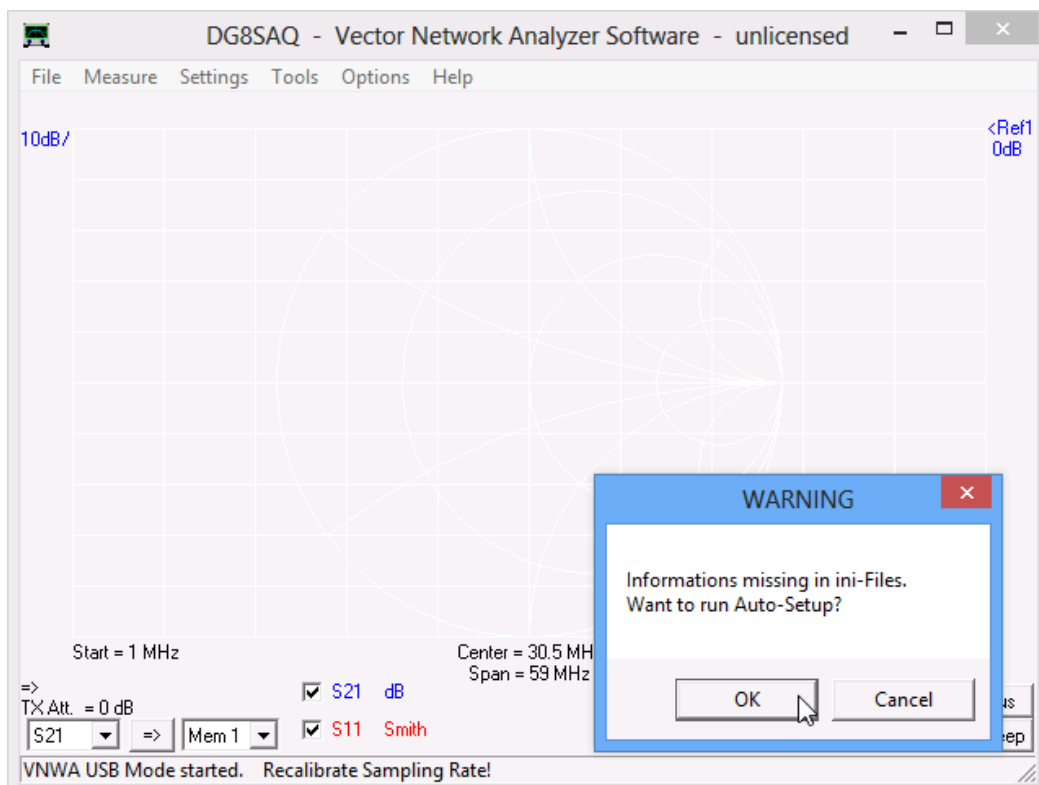 DG8SAQ - Vector Network Analyzer Software - unlicensed
File Measure Settings Tools Options Help
10dB/
<Ref1
0dB
WARNING
Informations missing in ini-Files.
Want to run Auto-Setup?
OK Cancel
Start = 1 MHz
Center = 30.5 MH
Span = 59 MHz
=>
TX Att. = 0 dB
S21 dB
S21 => Mem 1
S11 Smith
VNWA USB Mode started. Recalibrate Sampling Rate!